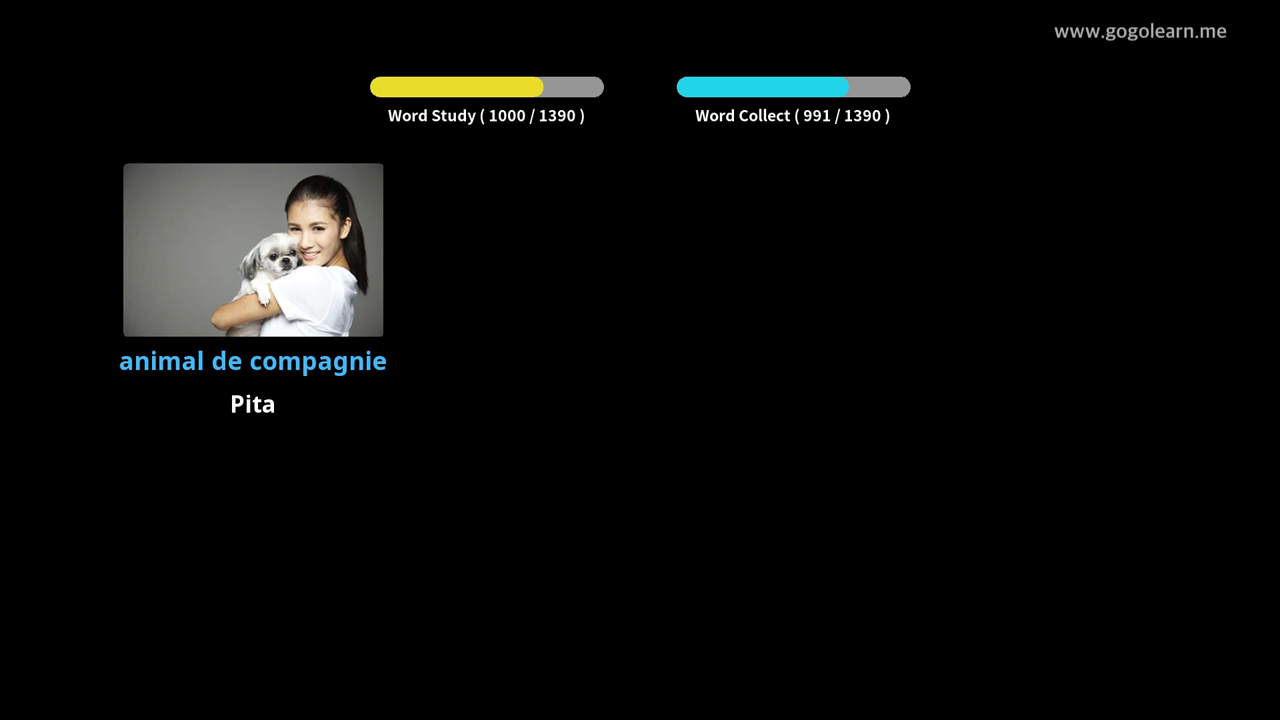 www.gogolearn.me
Word Study ( 1000 / 1390 )
Word Collect ( 991 / 1390 )
animal de compagnie
Pita